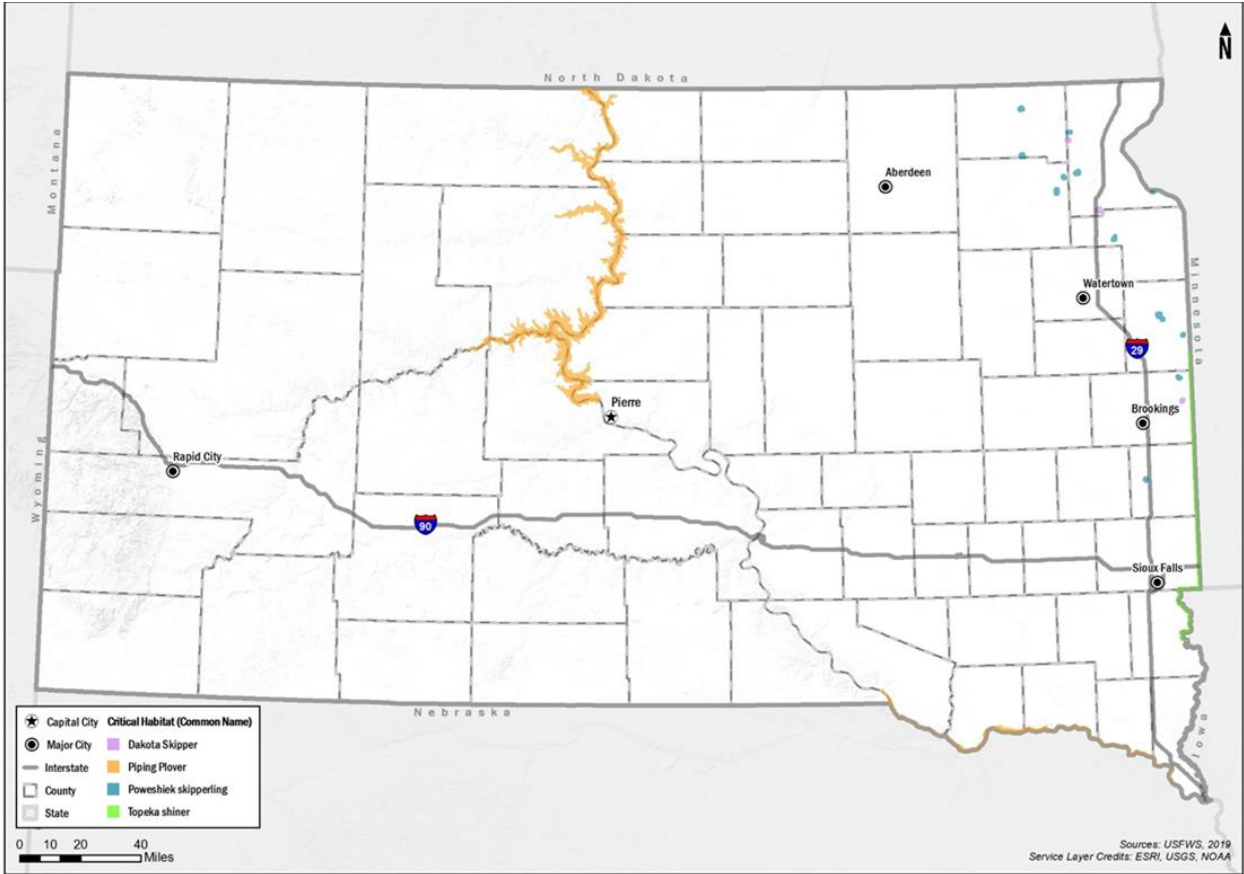 N
North Dakota
Montana
Aberdeen
Watertown
Minnesota
29
Pierre
Brookings
Rapid City
Wyoming
90
Sioux Falls
Nebraska
Iowa
Capital City
Critical Habitat (Common Name)
Major City
Dakota Skipper
Interstate
Piping Plover
County
Poweshiek skipperling
State
Topeka shiner
0 10 20 40
Miles
Sources: USFWS, 2019
Service Layer Credits: ESRI, USGS, NOAA